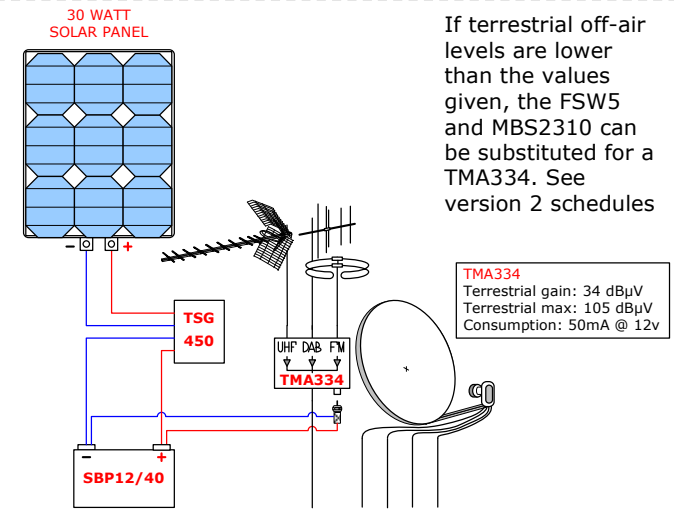 30 WATT
SOLAR PANEL
If terrestrial off-air
levels are lower
than the values
given, the FSW5
and MBS2310 can
be substituted for a
TMA334. See
version 2 schedules
– +
TMA334
Terrestrial gain: 34 dBµV
Terrestrial max: 105 dBµV
Consumption: 50mA @ 12v
TSG
450
UHF DAB FM
TMA334
– +
SBP12/40